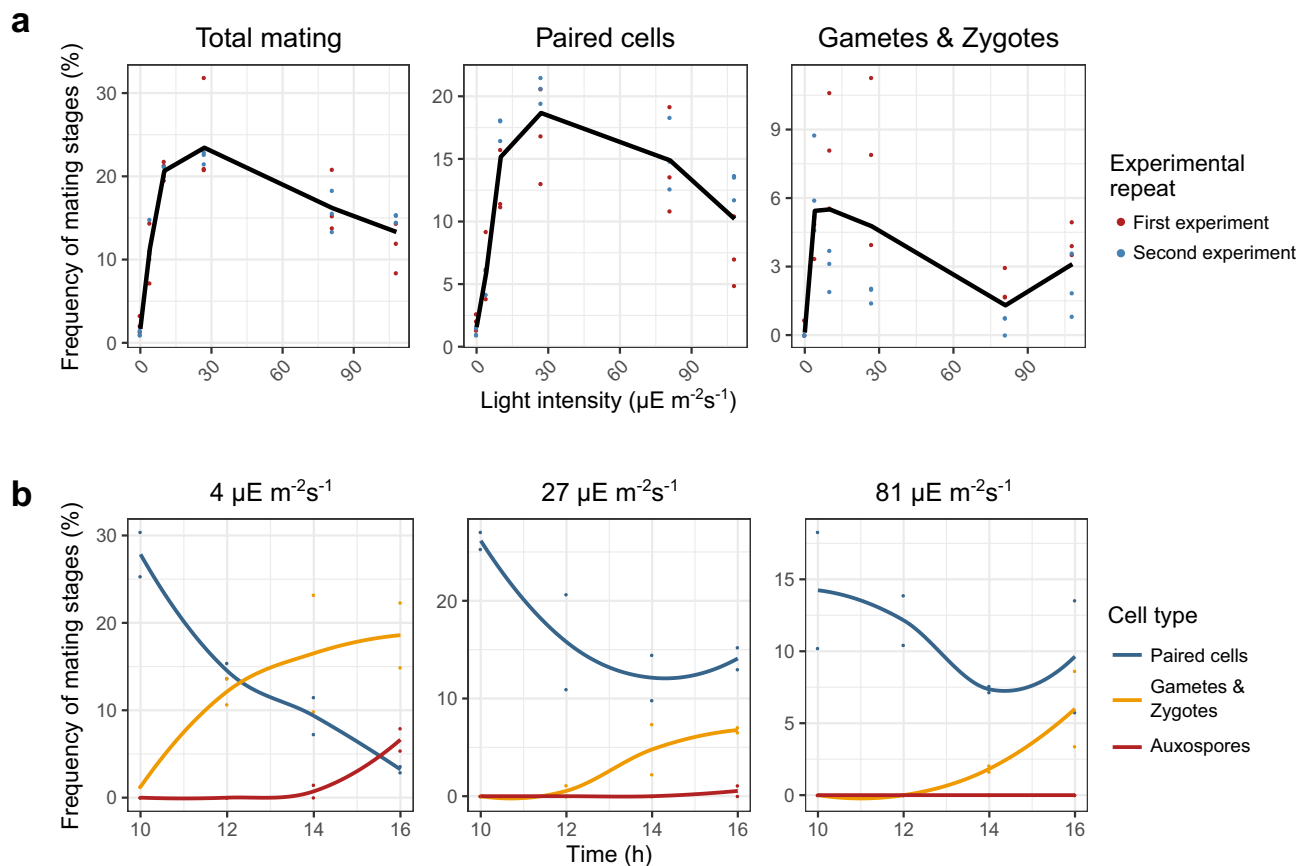 a
Total mating
Paired cells
Gametes & Zygotes
Frequency of mating stages (%)
30
20
10
0
20
15
10
5
0
9
6
3
0
0
30
60
90
0
30
60
90
0
30
60
90
Light intensity (µE m⁻²s⁻¹)
Experimental
repeat
First experiment
Second experiment
b
4 µE m⁻²s⁻¹
27 µE m⁻²s⁻¹
81 µE m⁻²s⁻¹
Frequency of mating stages (%)
30
20
10
0
20
10
0
15
10
5
0
10
12
14
16
10
12
14
16
10
12
14
16
Time (h)
Cell type
Paired cells
Gametes &
Zygotes
Auxospores